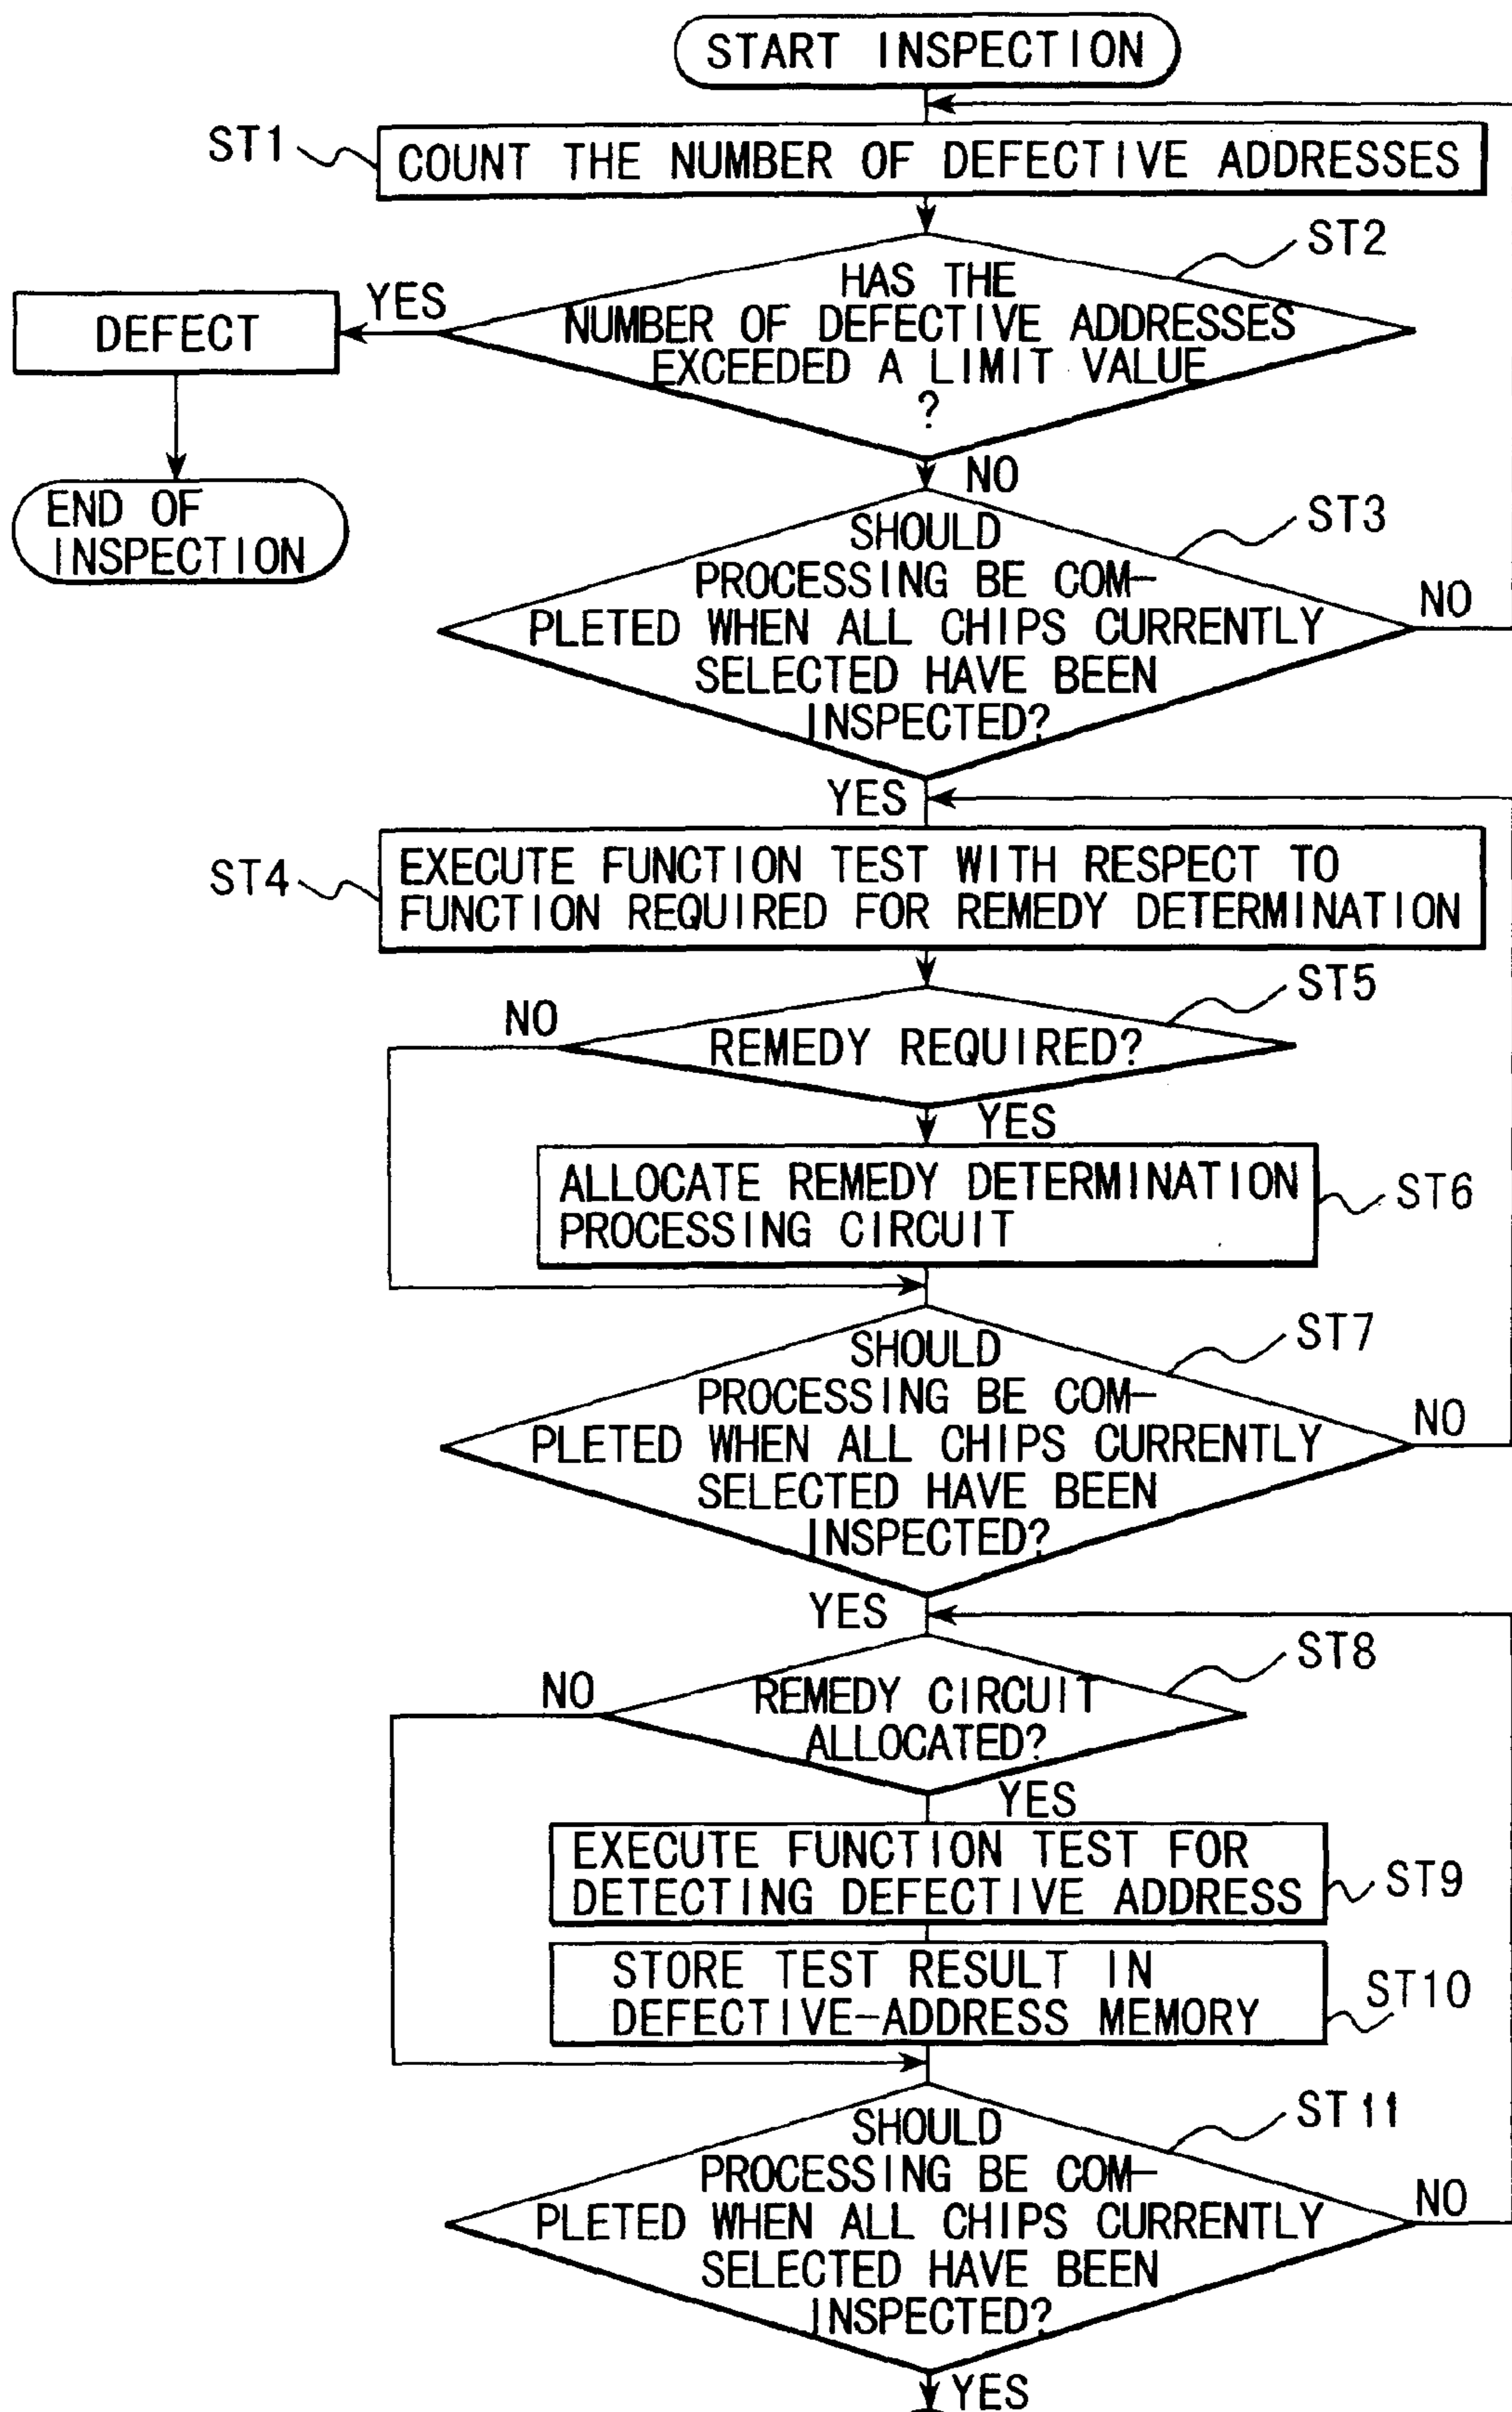 START INSPECTION
ST1
COUNT THE NUMBER OF DEFECTIVE ADDRESSES
ST2
HAS THE
NUMBER OF DEFECTIVE ADDRESSES
EXCEEDED A LIMIT VALUE
?
YES
DEFECT
END OF
INSPECTION
NO
ST3
SHOULD
PROCESSING BE COM-
PLETED WHEN ALL CHIPS CURRENTLY
SELECTED HAVE BEEN
INSPECTED?
NO
YES
ST4
EXECUTE FUNCTION TEST WITH RESPECT TO
FUNCTION REQUIRED FOR REMEDY DETERMINATION
ST5
NO
REMEDY REQUIRED?
YES
ALLOCATE REMEDY DETERMINATION
PROCESSING CIRCUIT
ST6
ST7
SHOULD
PROCESSING BE COM-
PLETED WHEN ALL CHIPS CURRENTLY
SELECTED HAVE BEEN
INSPECTED?
NO
YES
ST8
NO
REMEDY CIRCUIT
ALLOCATED?
YES
EXECUTE FUNCTION TEST FOR
DETECTING DEFECTIVE ADDRESS
ST9
STORE TEST RESULT IN
DEFECTIVE-ADDRESS MEMORY
ST10
ST11
SHOULD
PROCESSING BE COM-
PLETED WHEN ALL CHIPS CURRENTLY
SELECTED HAVE BEEN
INSPECTED?
NO
YES